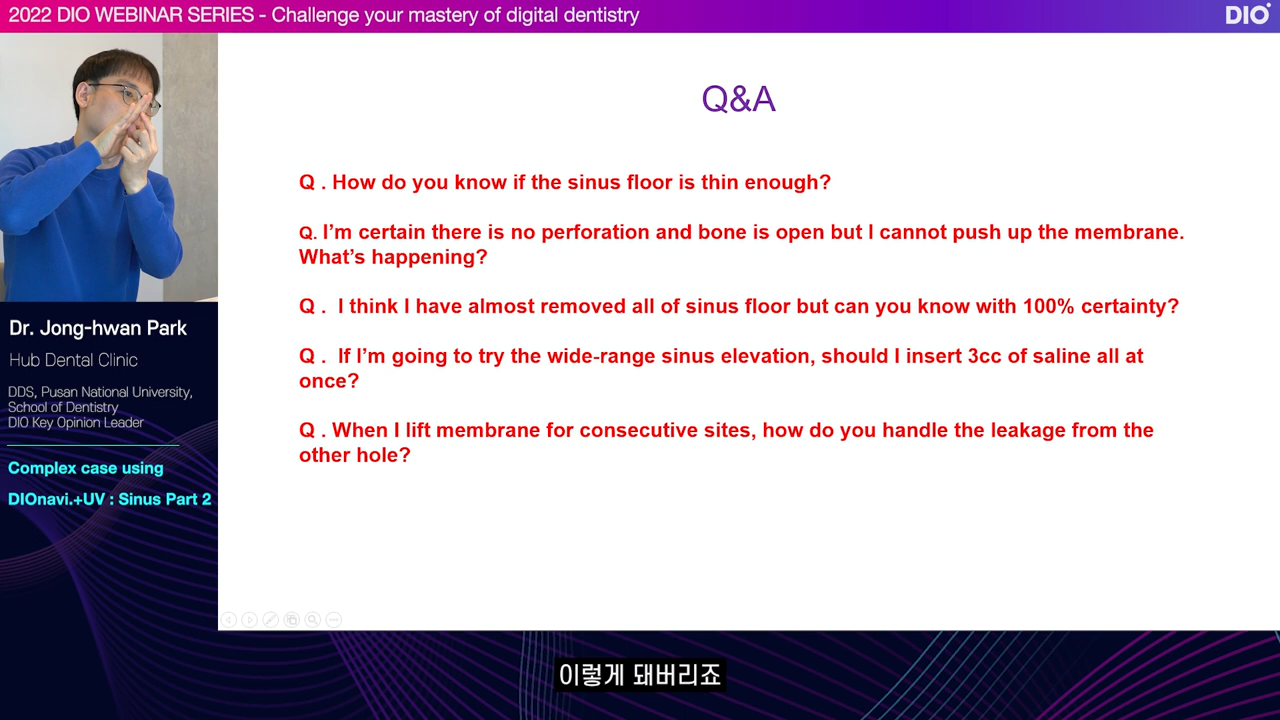 2022 DIO WEBINAR SERIES - Challenge your mastery of digital dentistry
DIO
Q&A
Q . How do you know if the sinus floor is thin enough?
Q. I'm certain there is no perforation and bone is open but I cannot push up the membrane.
What's happening?
Q . I think I have almost removed all of sinus floor but can you know with 100% certainty?
Q . If I'm going to try the wide-range sinus elevation, should I insert 3cc of saline all at
once?
Q . When I lift membrane for consecutive sites, how do you handle the leakage from the
other hole?
Dr. Jong-hwan Park
Hub Dental Clinic
DDS, Pusan National University,
School of Dentistry
DIO Key Opinion Leader
Complex case using
DIOnavi.+UV : Sinus Part 2
이렇게 돼버리죠